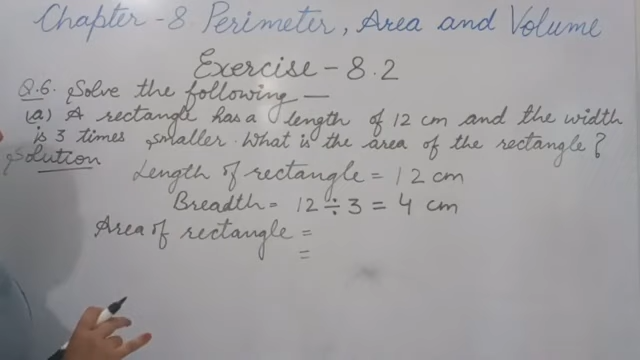 Chapter - 8 Perimeter, Area and Volume
Exercise - 8.2
Q.6. Solve the following —
(a) A rectangle has a length of 12 cm and the width
is 3 times smaller. What is the area of the rectangle?
Solution
Length of rectangle = 12 cm
Breadth = 12 ÷ 3 = 4 cm
Area of rectangle =
=